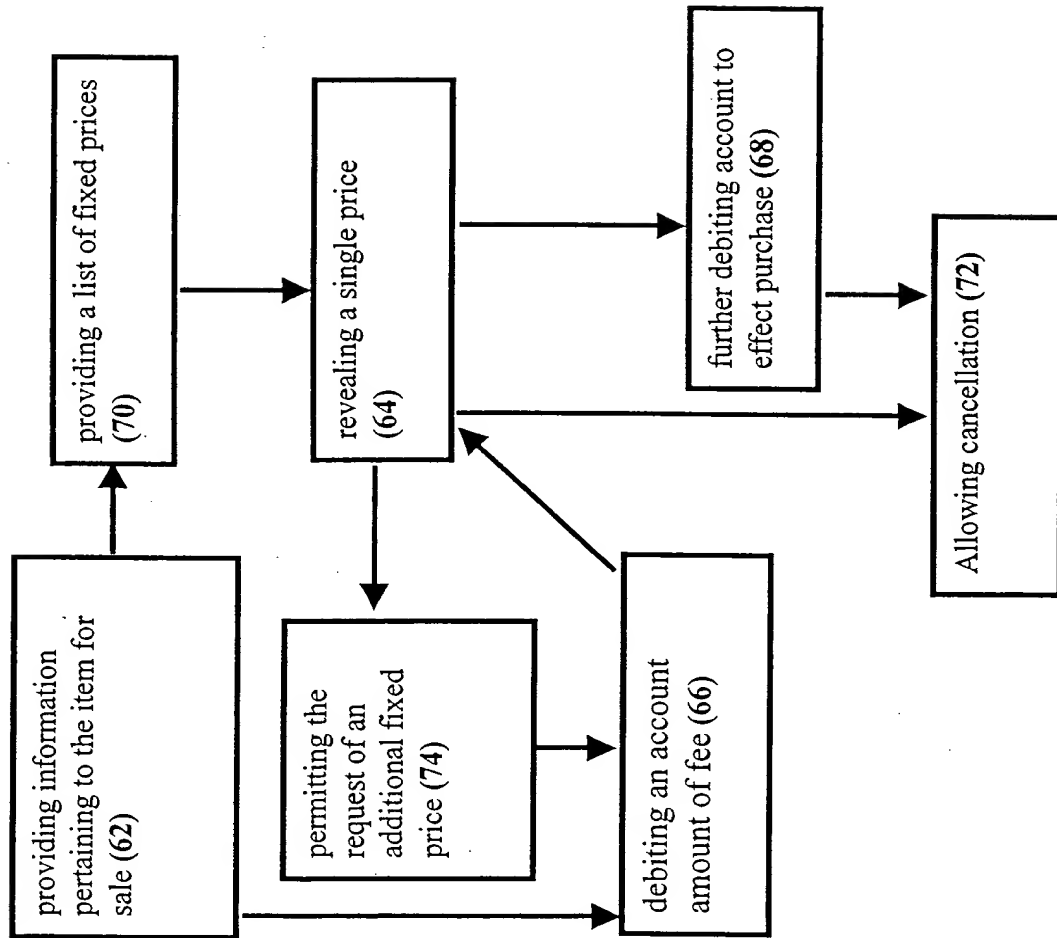 providing information
pertaining to the item for
sale (62)
providing a list of fixed prices
(70)
permitting the
request of an
additional fixed
price (74)
revealing a single price
(64)
debiting an account
amount of fee (66)
further debiting account to
effect purchase (68)
Allowing cancellation (72)